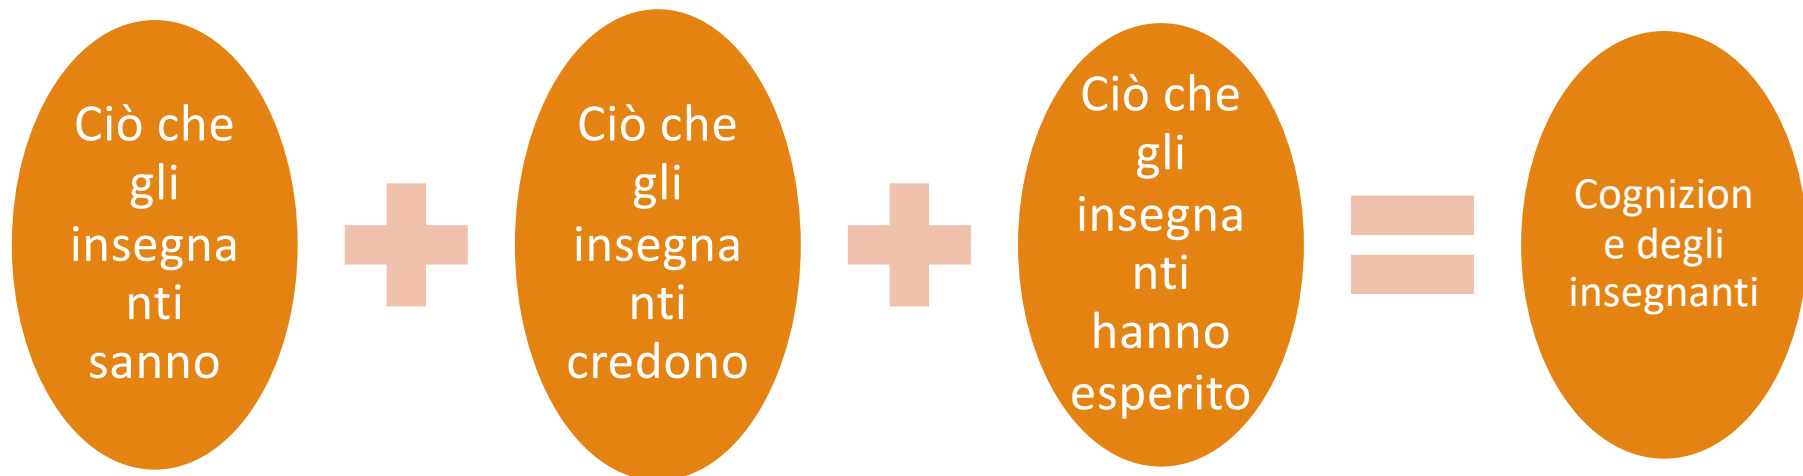 Ciò che
gli
insegna
nti
sanno
Ciò che
gli
insegna
nti
credono
Ciò che
gli
insegna
nti
hanno
esperito
Cognizion
e degli
insegnanti